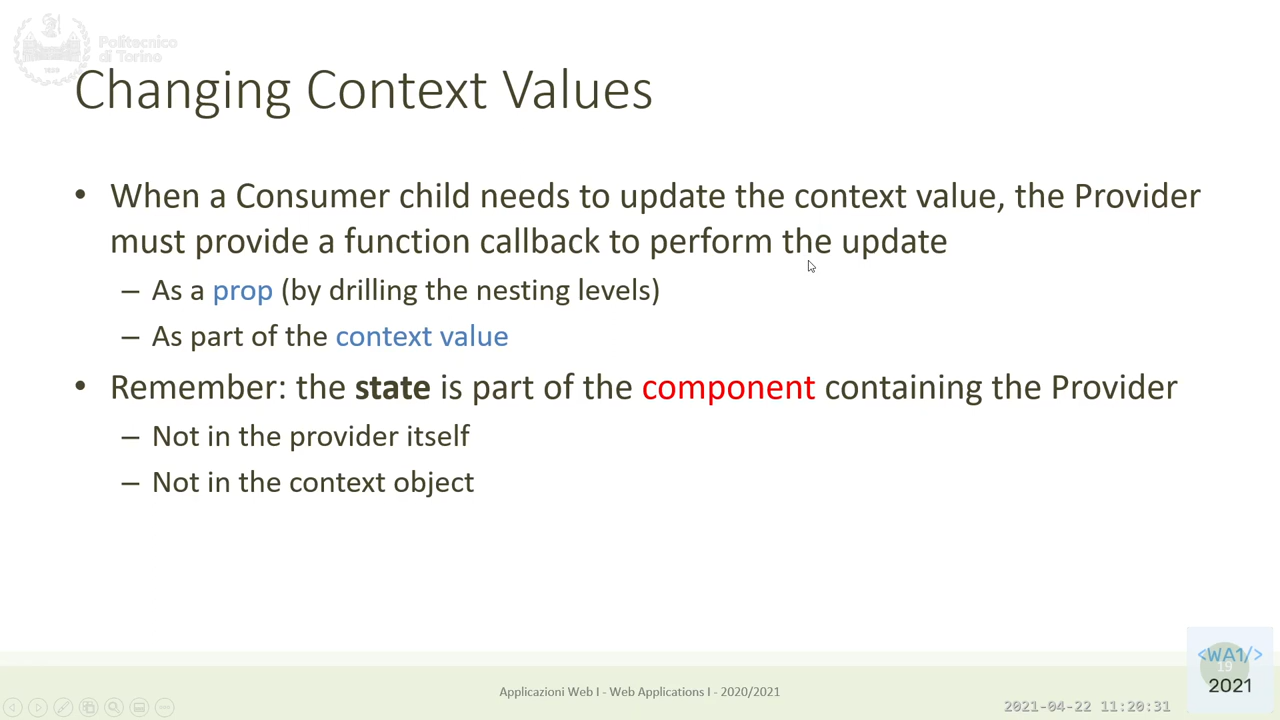 Politecnico
di Torino
Changing Context Values
• When a Consumer child needs to update the context value, the Provider
must provide a function callback to perform the update
– As a prop (by drilling the nesting levels)
– As part of the context value
• Remember: the state is part of the component containing the Provider
– Not in the provider itself
– Not in the context object
<WA1/>
19
2021
Applicazioni Web I - Web Applications I - 2020/2021
2021-04-22 11:20:31